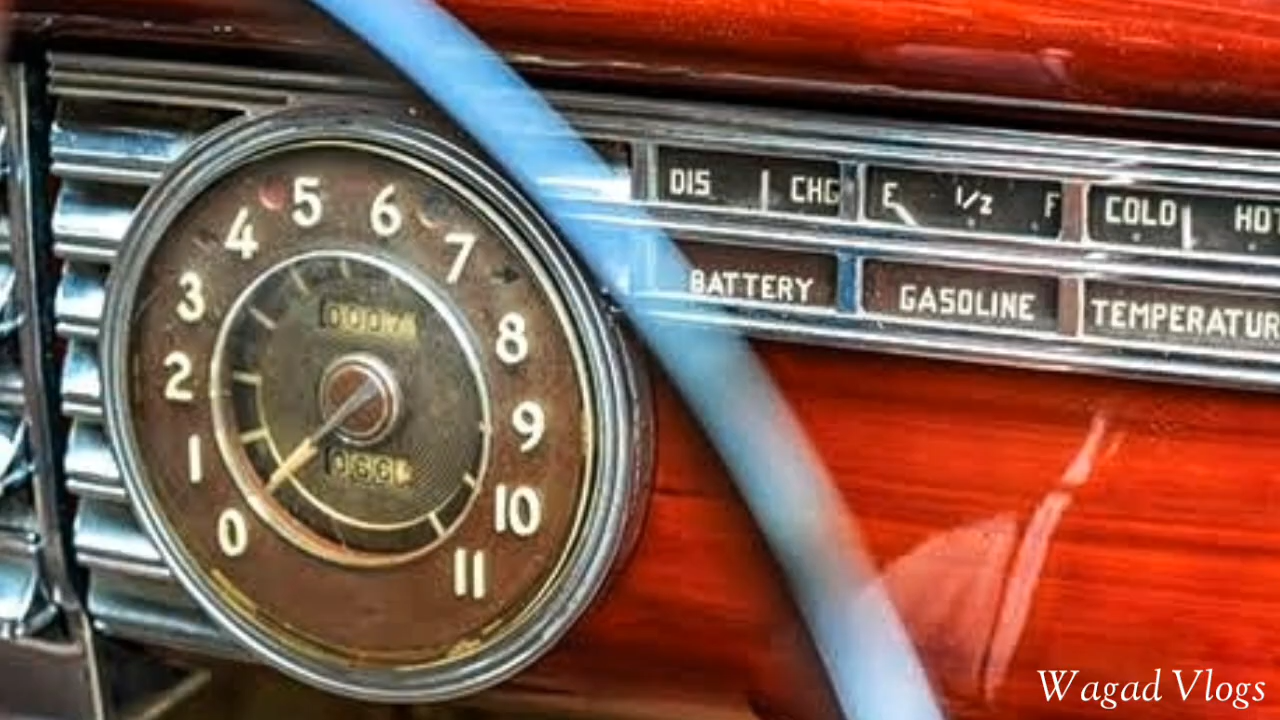 5
6
4
7
3
8
2
9
1
10
0
11
DIS CHG
E 1/2 F
COLD HOT
BATTERY
GASOLINE
TEMPERATUR
Wagad Vlogs